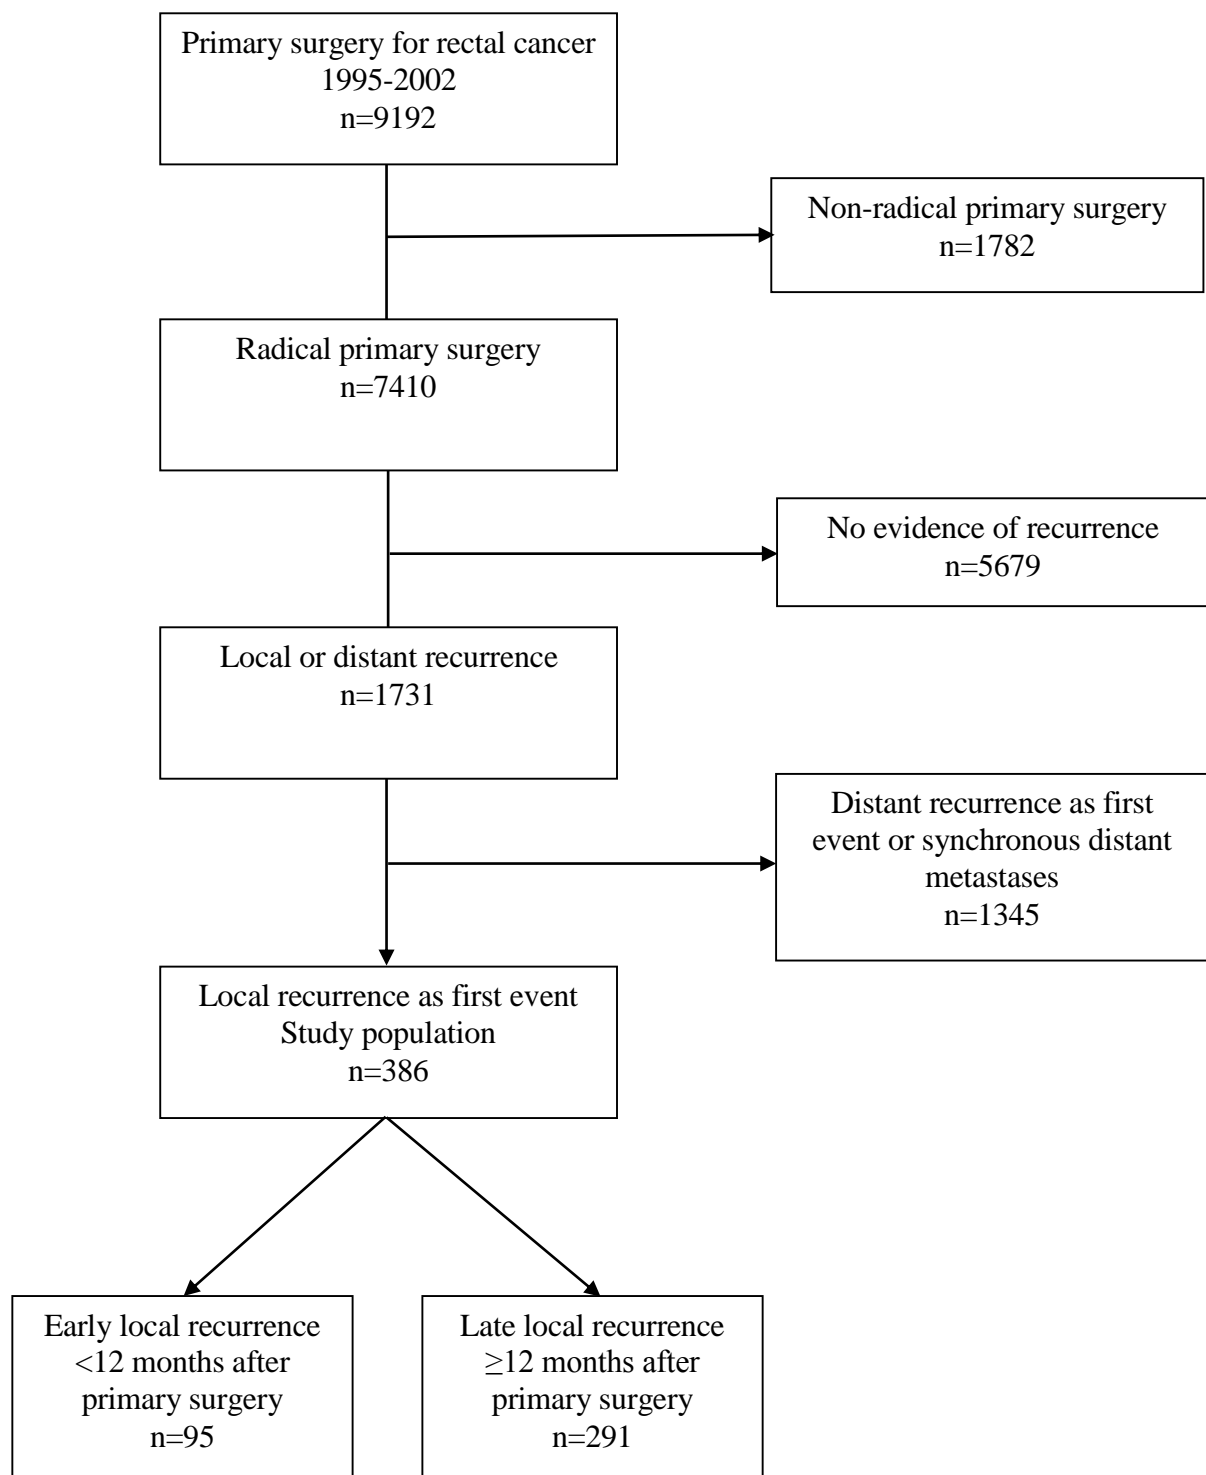 Primary surgery for rectal cancer
1995-2002
n=9192
Non-radical primary surgery
n=1782
Radical primary surgery
n=7410
No evidence of recurrence
n=5679
Local or distant recurrence
n=1731
Distant recurrence as first
event or synchronous distant
metastases
n=1345
Local recurrence as first event
Study population
n=386
Early local recurrence
<12 months after
primary surgery
n=95
Late local recurrence
≥12 months after
primary surgery
n=291